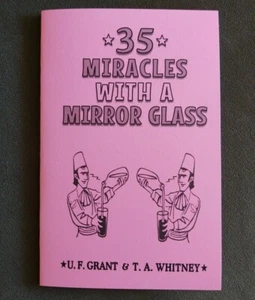 ★35★
MIRACLES
WITH A
MIRROR GLASS
★U. F. GRANT & T. A. WHITNEY★